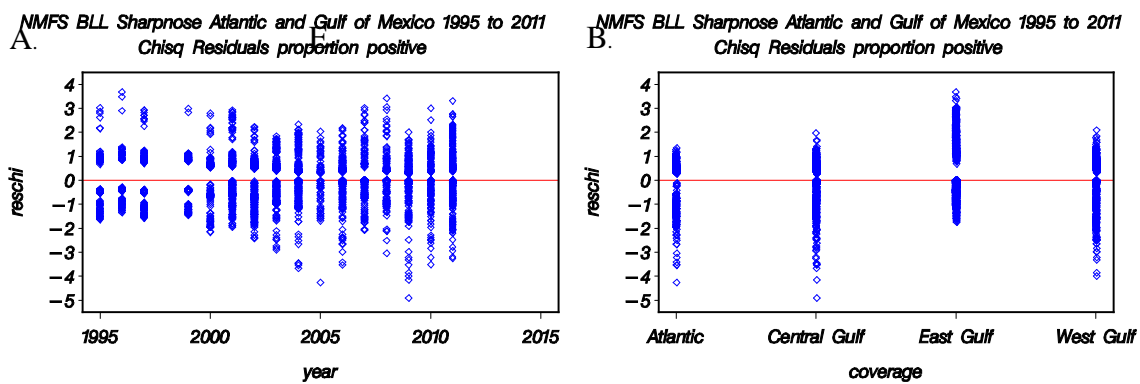 NMFS BLL Sharpnose Atlantic and Gulf of Mexico 1995 to 2011
A.
E
Chisq Residuals proportion positive
4
3
2
1
0
−1
−2
−3
−4
−5
reschi
1995
2000
2005
2010
2015
year
NMFS BLL Sharpnose Atlantic and Gulf of Mexico 1995 to 2011
B.
Chisq Residuals proportion positive
4
3
2
1
0
−1
−2
−3
−4
−5
reschi
Atlantic
Central Gulf
East Gulf
West Gulf
coverage